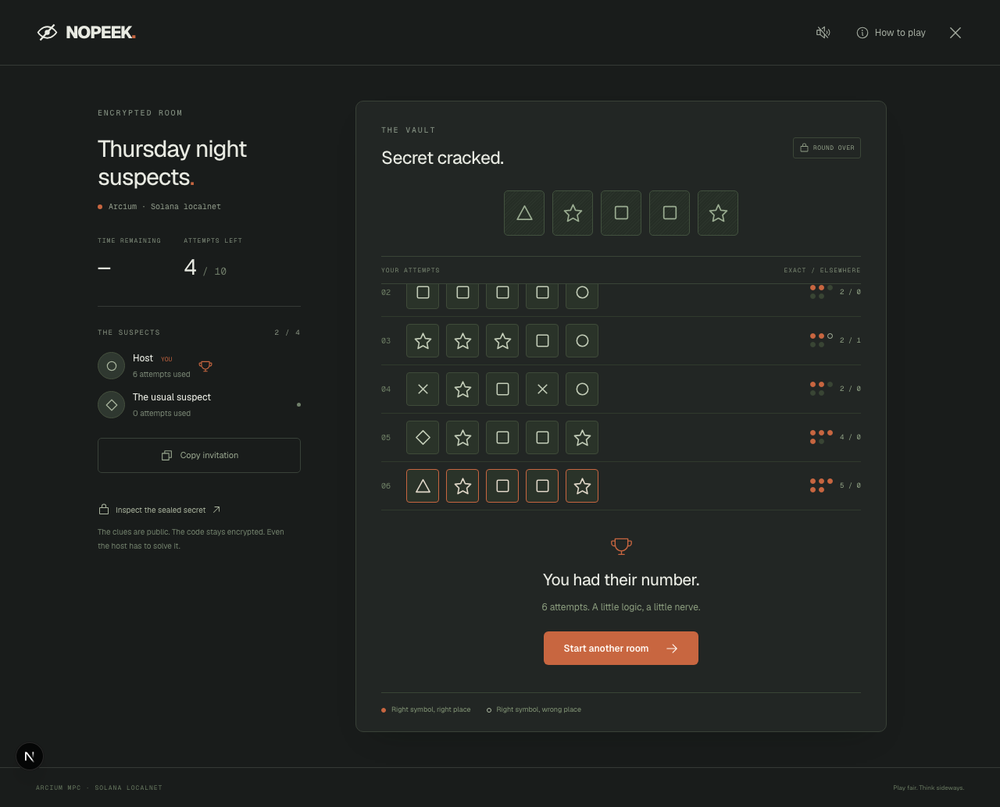 NOPEEK.
How to play
ENCRYPTED ROOM
Thursday night
suspects.
Arcium · Solana localnet
TIME REMAINING
ATTEMPTS LEFT
—
4 / 10
THE SUSPECTS
2 / 4
Host YOU
6 attempts used
The usual suspect
0 attempts used
Copy invitation
Inspect the sealed secret
The clues are public. The code stays encrypted. Even
the host has to solve it.
THE VAULT
Secret cracked.
ROUND OVER
YOUR ATTEMPTS
EXACT / ELSEWHERE
02
2 / 0
03
2 / 1
04
2 / 0
05
4 / 0
06
5 / 0
You had their number.
6 attempts. A little logic, a little nerve.
Start another room
Right symbol, right place
Right symbol, wrong place
N
ARCIUM MPC · SOLANA LOCALNET
Play fair. Think sideways.